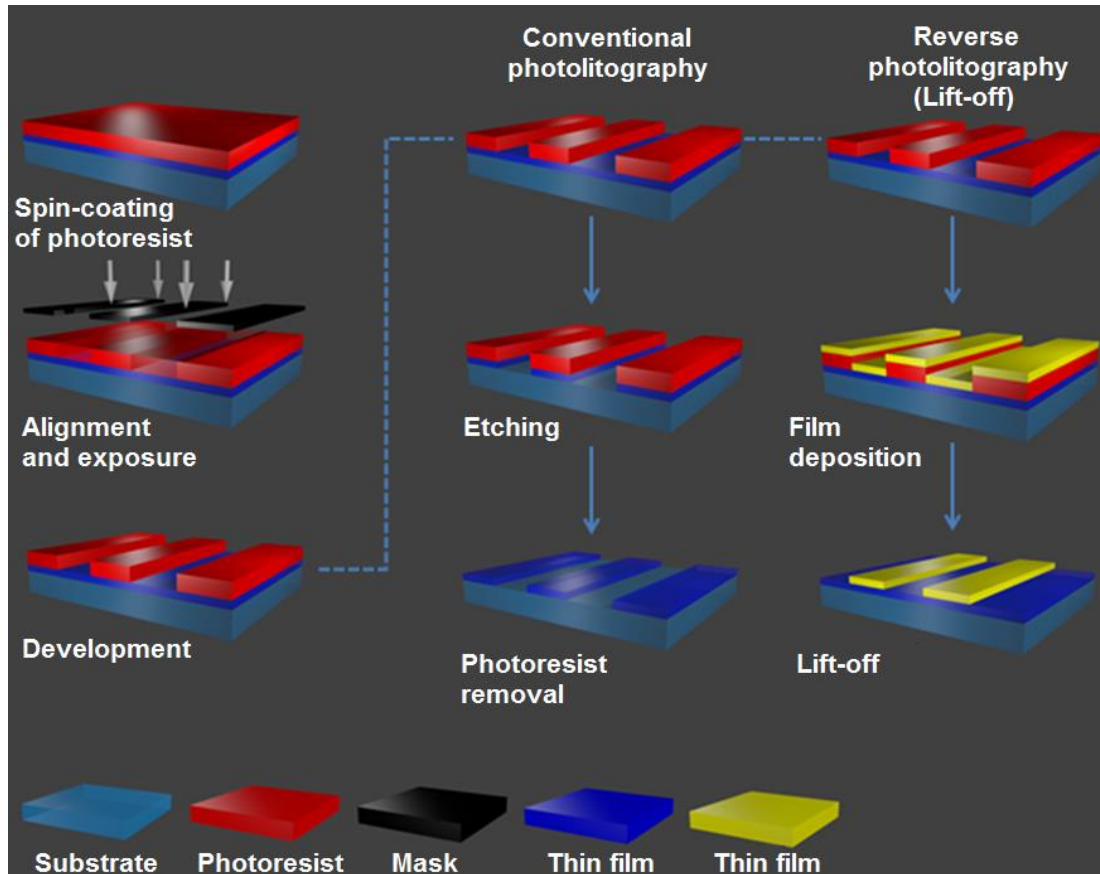 Conventional
photolitography
Reverse
photolitography
(Lift-off)
Spin-coating
of photoresist
Alignment
and exposure
Etching
Film
deposition
Development
Photoresist
removal
Lift-off
Substrate
Photoresist
Mask
Thin film
Thin film